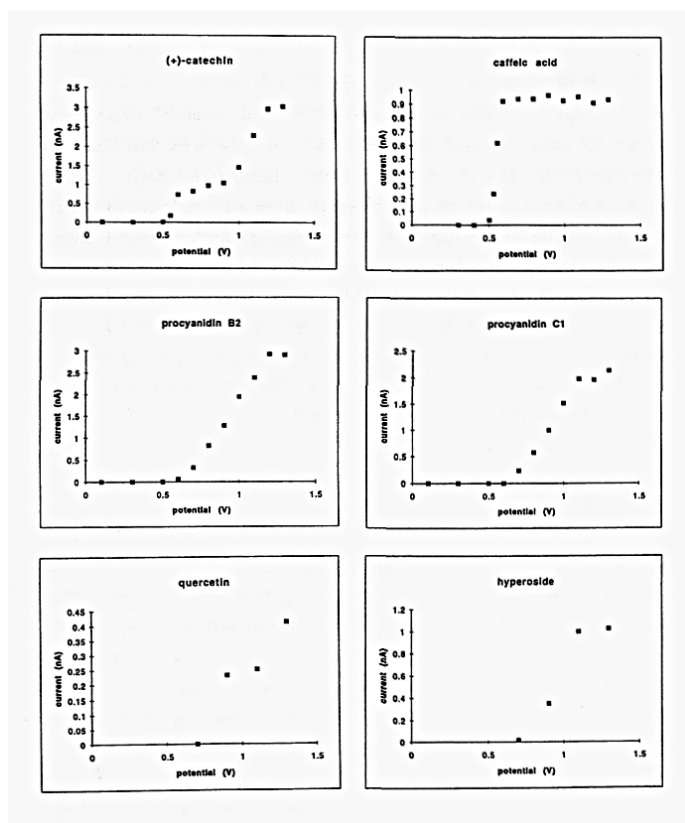 (+)-catechin
3.5
3
2.5
2
1.5
1
0.5
0
current (nA)
0 0.5 1 1.5
potential (V)
caffeic acid
1
0.9
0.8
0.7
0.6
0.5
0.4
0.3
0.2
0.1
0
current (nA)
0 0.5 1 1.5
potential (V)
procyanidin B2
3
2.5
2
1.5
1
0.5
0
current (nA)
0 0.5 1 1.5
potential (V)
procyanidin C1
2.5
2
1.5
1
0.5
0
current (nA)
0 0.5 1 1.5
potential (V)
quercetin
0.45
0.4
0.35
0.3
0.25
0.2
0.15
0.1
0.05
0
current (nA)
0 0.5 1 1.5
potential (V)
hyperoside
1.2
1
0.8
0.6
0.4
0.2
0
current (nA)
0 0.5 1 1.5
potential (V)